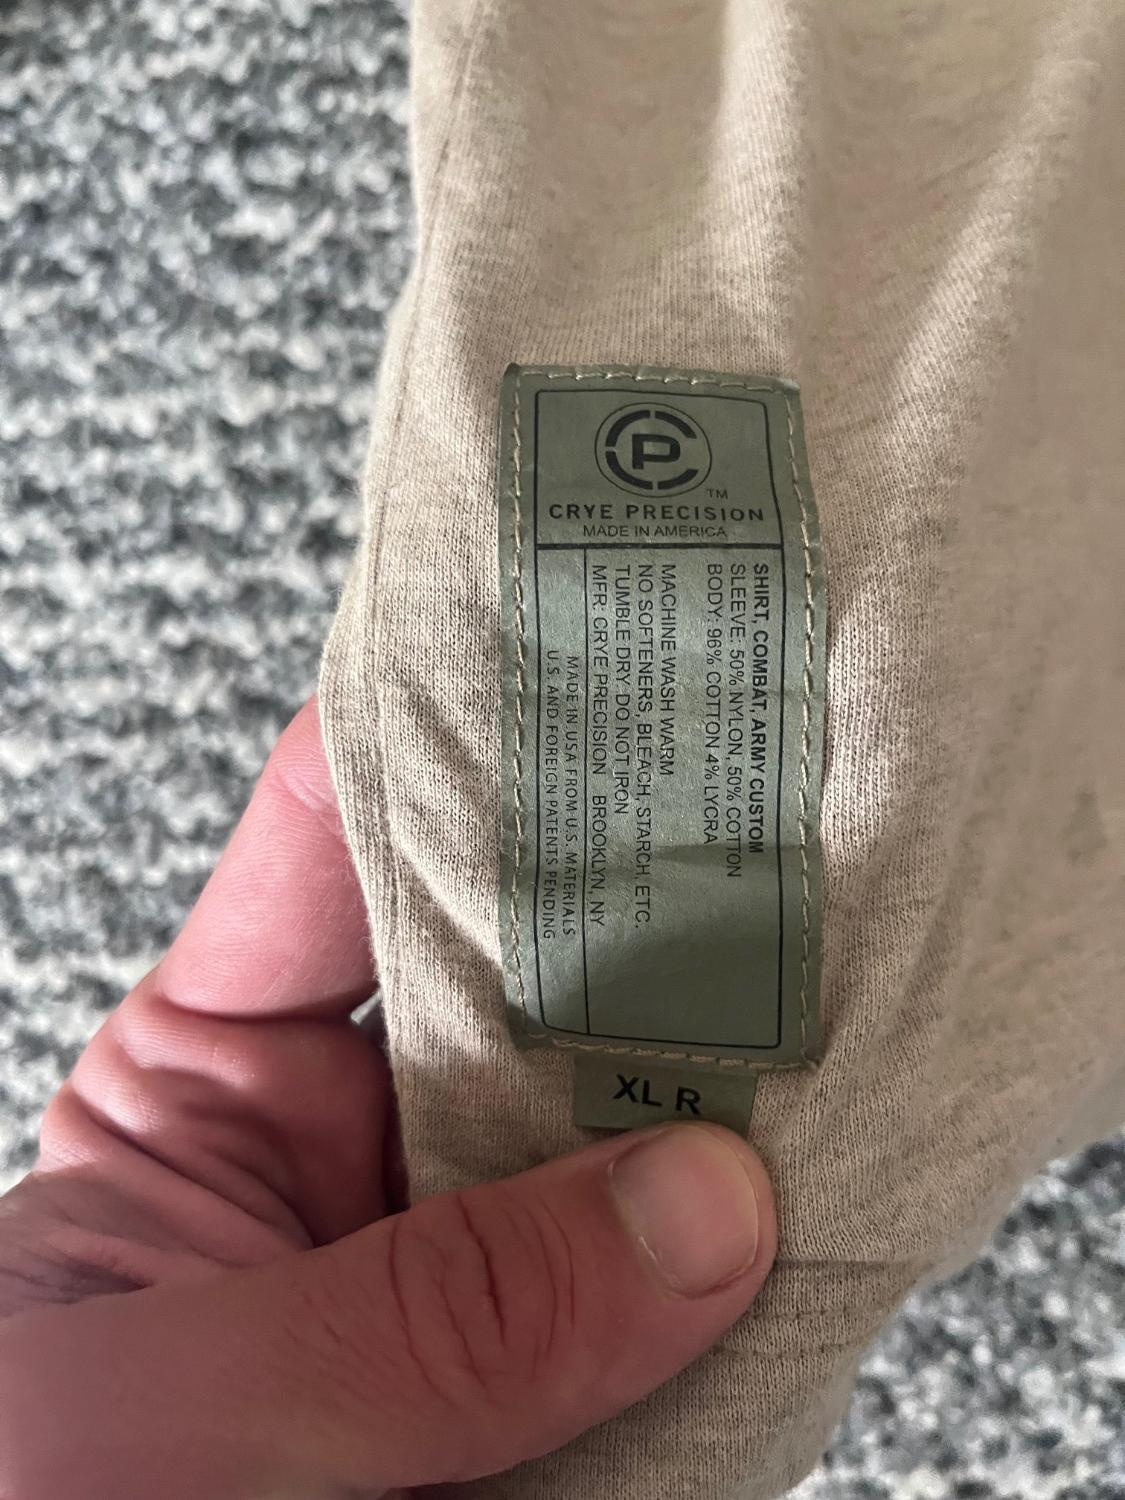 P
TM
CRYE PRECISION
MADE IN AMERICA
SHIRT, COMBAT, ARMY CUSTOM
SLEEVE: 50% NYLON, 50% COTTON
BODY: 96% COTTON 4% LYCRA
MACHINE WASH WARM
NO SOFTENERS, BLEACH, STARCH, ETC.
TUMBLE DRY. DO NOT IRON
MFR: CRYE PRECISION BROOKLYN, NY
MADE IN USA FROM U.S. MATERIALS
U.S. AND FOREIGN PATENTS PENDING
XL R